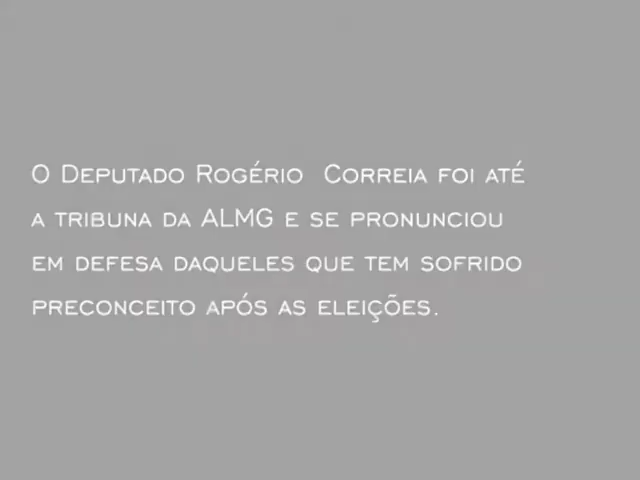 O Deputado Rogério Correia foi até
a tribuna da ALMG e se pronunciou
em defesa daqueles que tem sofrido
preconceito após as eleições.